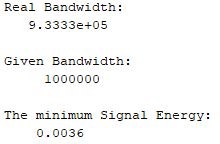 Real Bandwidth:
9.3333e+05
Given Bandwidth:
1000000
The minimum Signal Energy:
0.0036